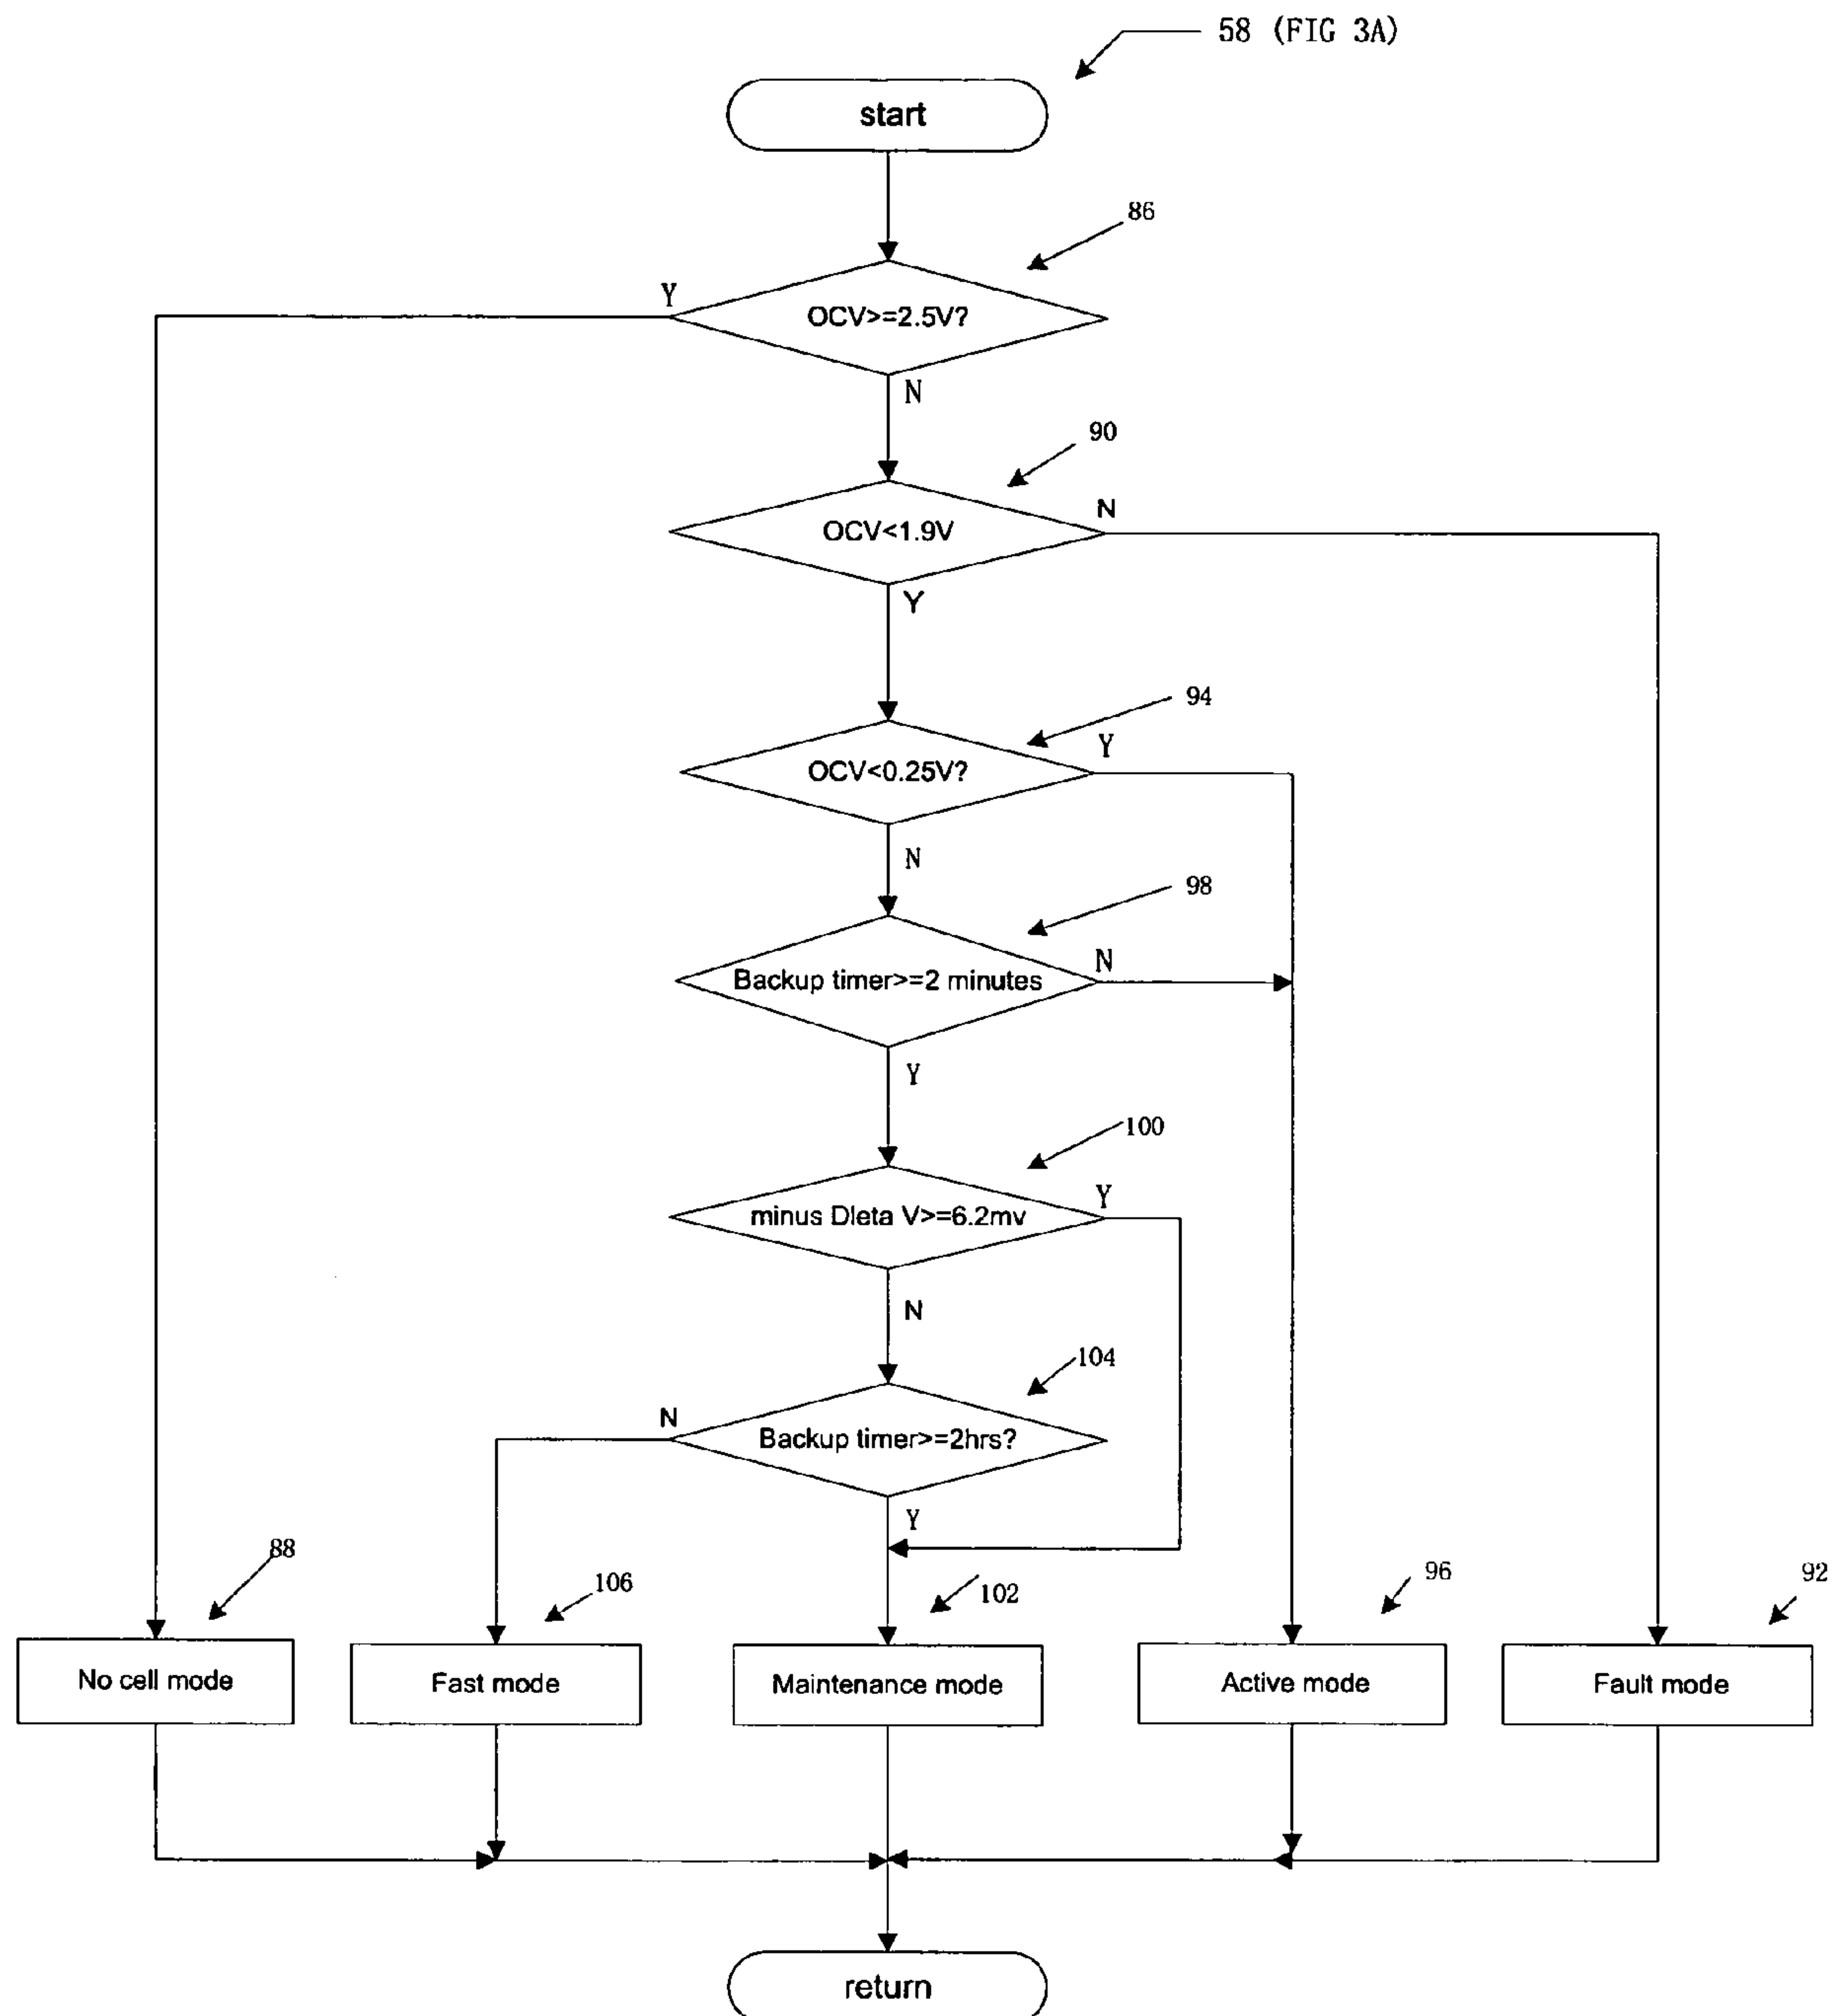 58 (FIG 3A)
start
86
Y
OCV>=2.5V?
N
90
N
OCV<1.9V
Y
94
Y
OCV<0.25V?
N
98
N
Backup timer>=2 minutes
Y
100
Y
minus Dleta V>=6.2mv
N
104
N
Backup timer>=2hrs?
Y
88
106
102
96
92
No cell mode
Fast mode
Maintenance mode
Active mode
Fault mode
return